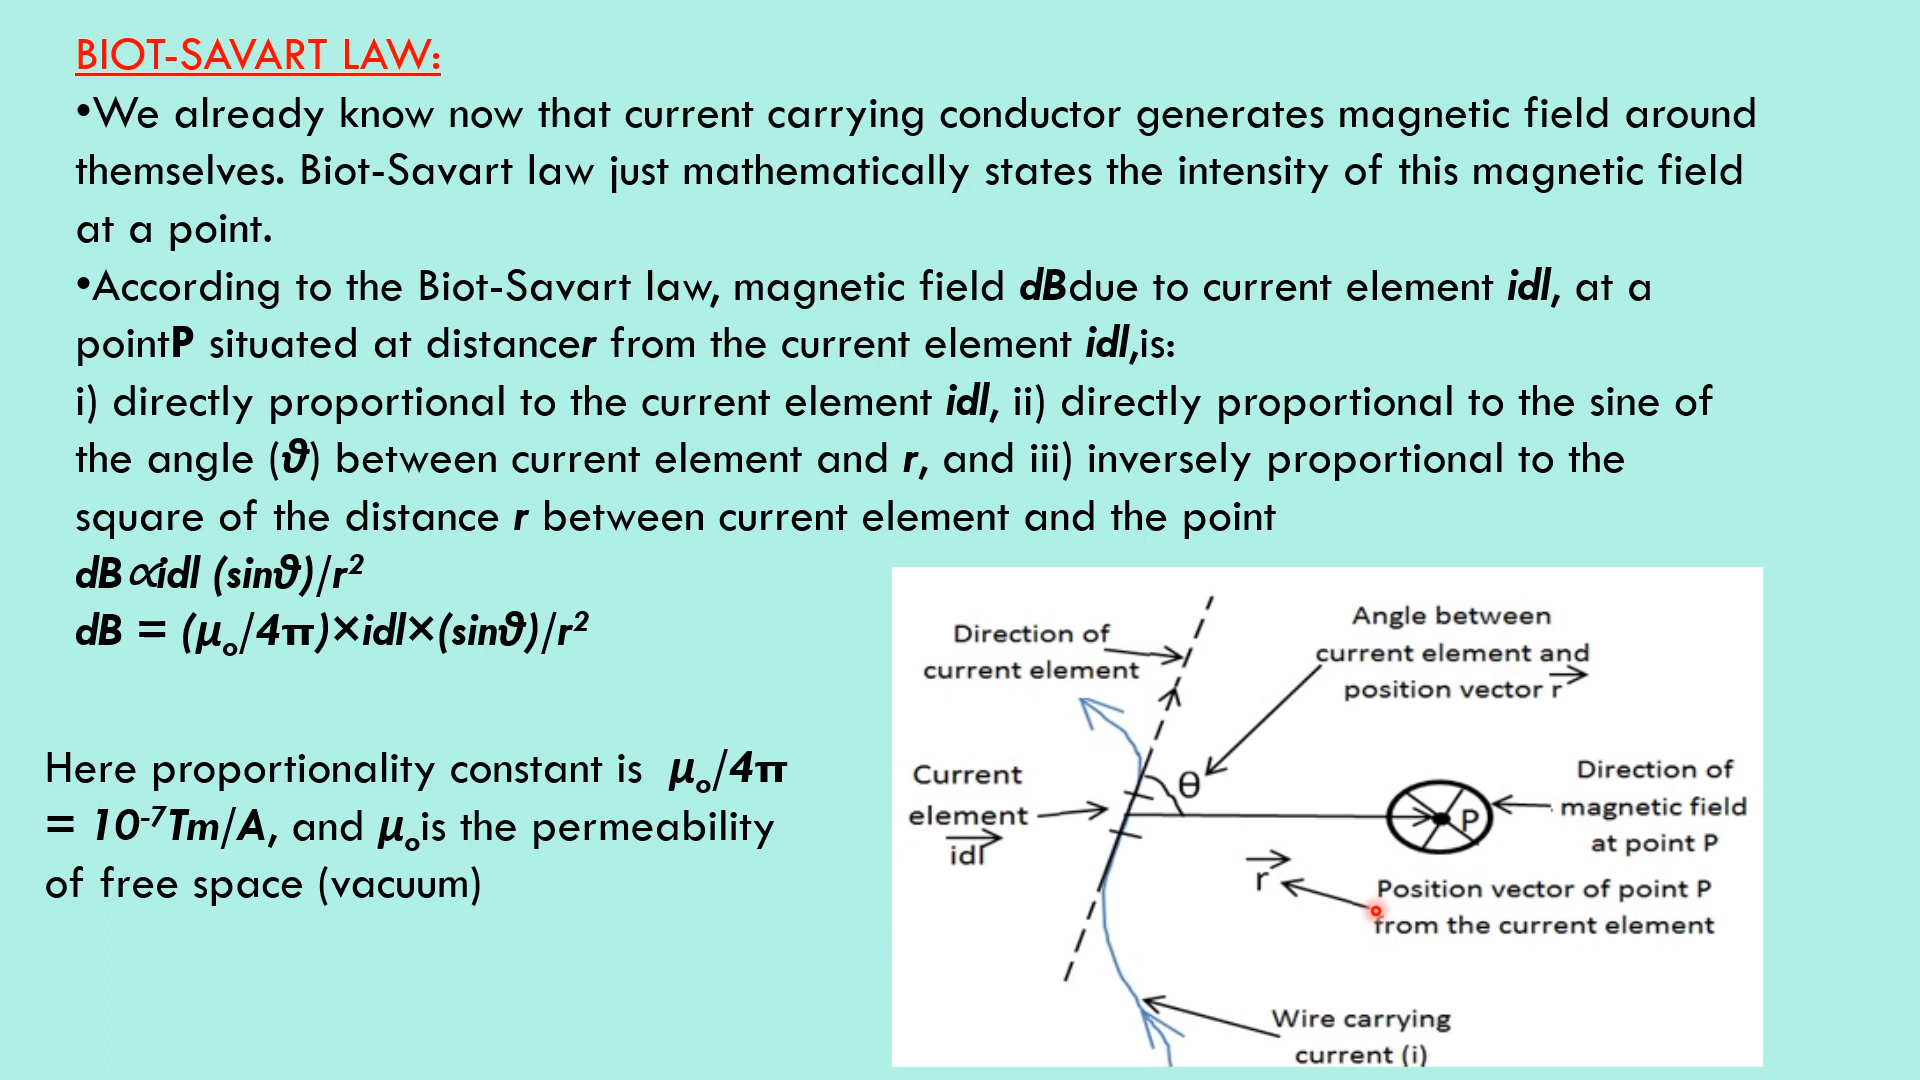 BIOT-SAVART LAW:
•We already know now that current carrying conductor generates magnetic field around
themselves. Biot-Savart law just mathematically states the intensity of this magnetic field
at a point.
•According to the Biot-Savart law, magnetic field dBdue to current element idl, at a
pointP situated at distancer from the current element idl,is:
i) directly proportional to the current element idl, ii) directly proportional to the sine of
the angle (ϑ) between current element and r, and iii) inversely proportional to the
square of the distance r between current element and the point
dB∝idl (sinϑ)/r²
dB = (μₒ/4π)×idl×(sinϑ)/r²
Here proportionality constant is μₒ/4π
= 10⁻⁷Tm/A, and μₒis the permeability
of free space (vacuum)
Direction of
current element
Angle between
current element and
position vector r
Current
element
idl
θ
P
Direction of
magnetic field
at point P
r
Position vector of point P
from the current element
Wire carrying
current (i)